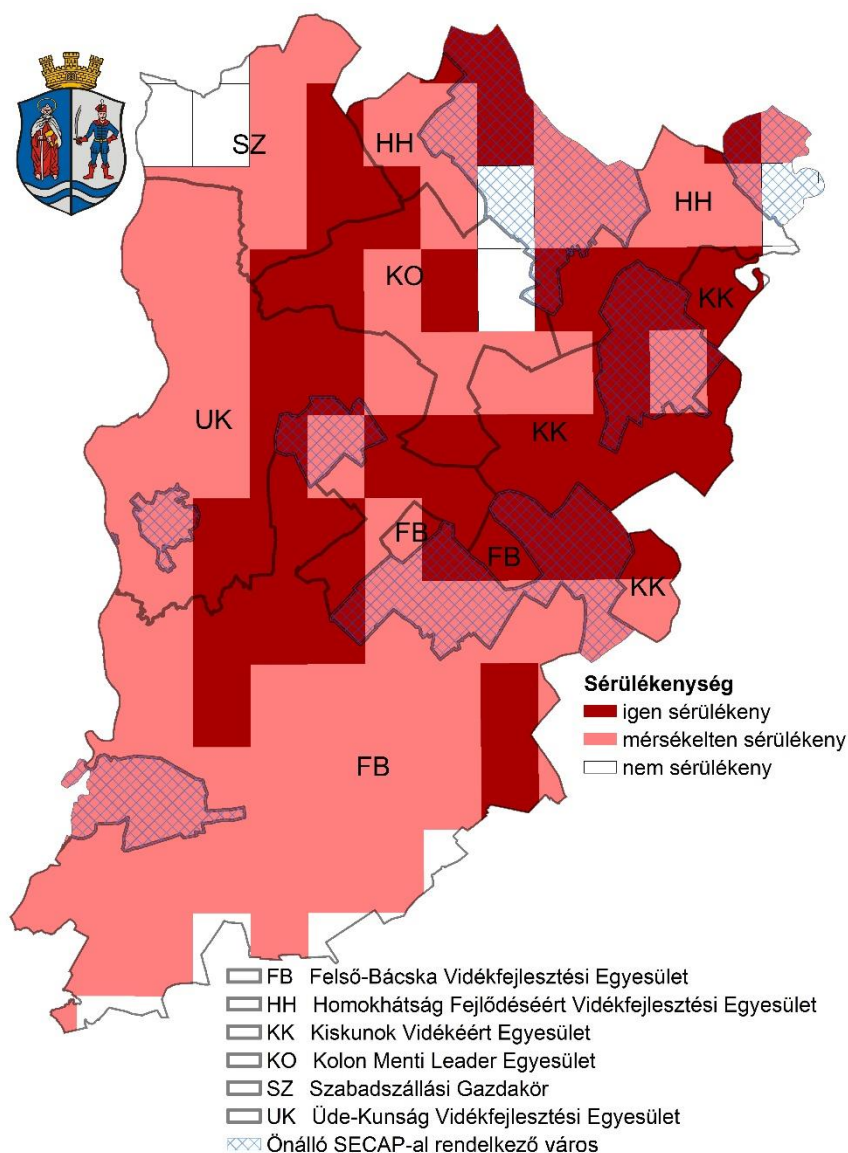 SZ
HH
HH
KO
KK
UK
KK
FB
FB
KK
FB
Sérülékenység
igen sérülékeny
mérsékelten sérülékeny
nem sérülékeny
FB Felső-Bácska Vidékfejlesztési Egyesület
HH Homokhátság Fejlődéséért Vidékfejlesztési Egyesület
KK Kiskunok Vidékéért Egyesület
KO Kolon Menti Leader Egyesület
SZ Szabadszállási Gazdakör
UK Üde-Kunság Vidékfejlesztési Egyesület
Önálló SECAP-al rendelkező város